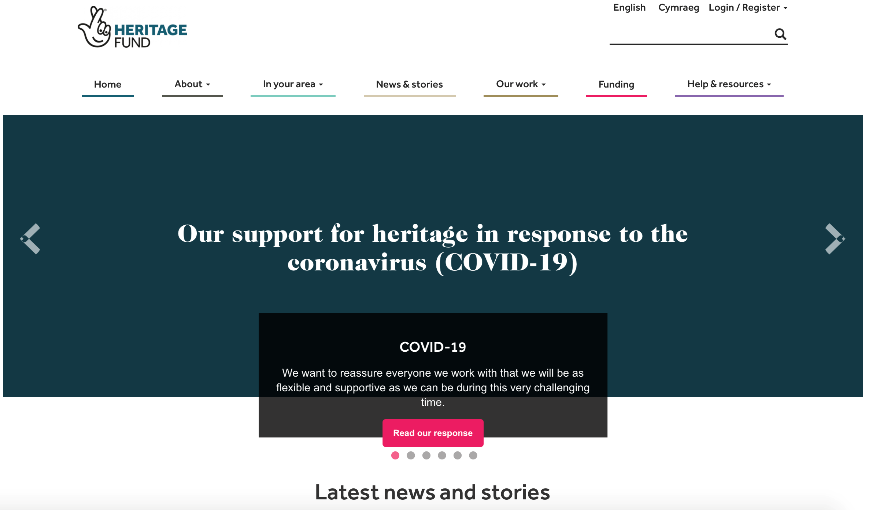 English Cymraeg Login / Register
HERITAGE
FUND
Home About In your area News & stories Our work Funding Help & resources
Our support for heritage in response to the
coronavirus (COVID-19)
COVID-19
We want to reassure everyone we work with that we will be as
flexible and supportive as we can be during this very challenging
time.
Read our response
Latest news and stories